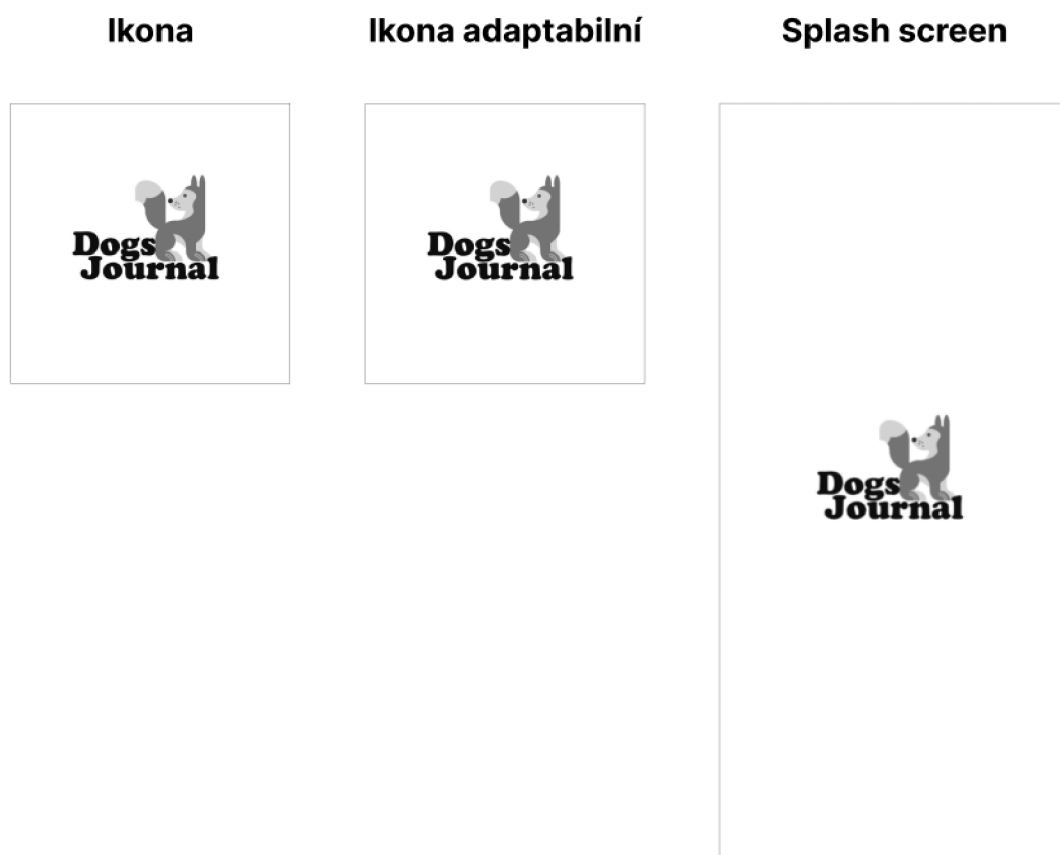 Ikona
Ikona adaptabilní
Splash screen
Dogs
Journal
Dogs
Journal
Dogs
Journal